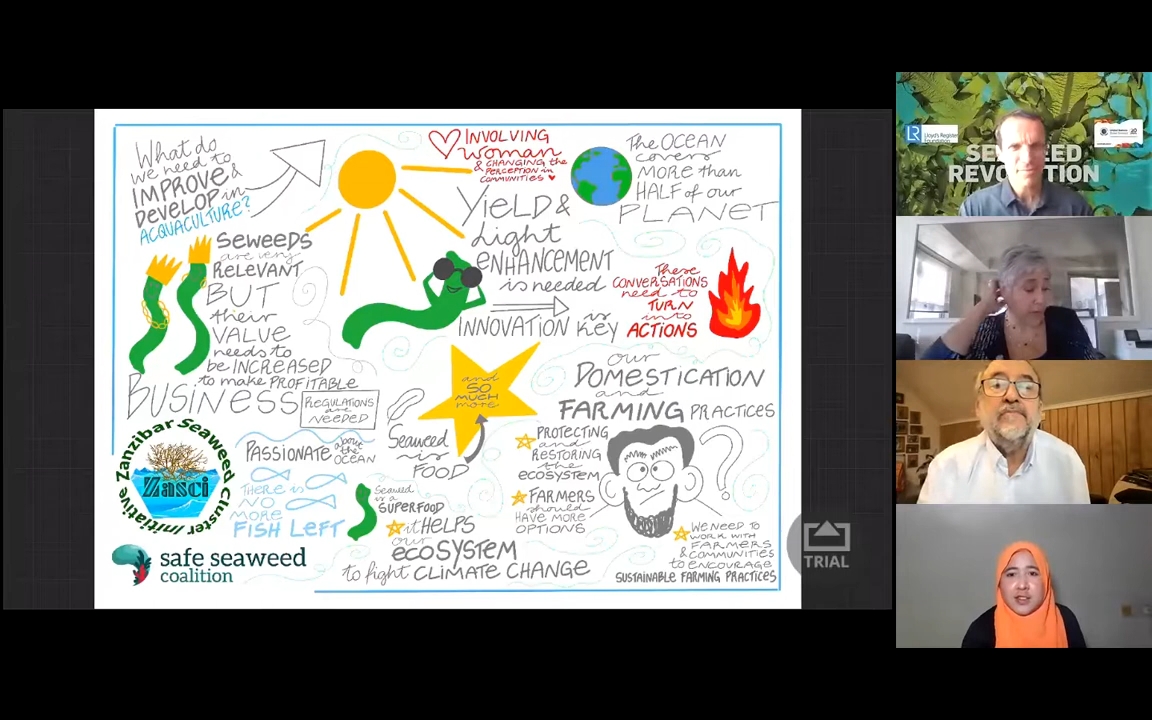 What do
we need to
IMPROVE &
DEVELOP in
ACQUACULTURE?
INVOLVING
woman
& CHANGING the
PERCEPTION in
COMMUNITIES
The OCEAN
covers
MORE than
HALF of our
PLANET
SEWEEDS
are very
RELEVANT
BUT
their
VALUE
needs to
be INCREASED
to make PROFITABLE
BUSINESS
REGULATIONS
are
NEEDED
YIELD &
Light
ENHANCEMENT
is needed
INNOVATION is KEY
These
CONVERSATIONS
need to
TURN
into
ACTIONS
and
SO
MUCH
more
Seaweed
is
FOOD
our
DOMESTICATION
and
FARMING PRACTICES
PROTECTING
and
RESTORING
the
ECOSYSTEM
FARMERS
should
HAVE MORE
OPTIONS
WE NEED TO
WORK WITH
FARMERS
& COMMUNITIES
to ENCOURAGE
SUSTAINABLE FARMING PRACTICES
Zanzibar Seaweed Cluster Initiative
Zasci
PASSIONATE about
the
OCEAN
THERE is
NO
MORE
FISH LEFT
Seaweed
is a
SUPERFOOD
it HELPS
our
ECOSYSTEM
to fight CLIMATE CHANGE
safe seaweed
coalition
TRIAL
LR
Lloyd's Register
Foundation
SEAWEED
REVOLUTION